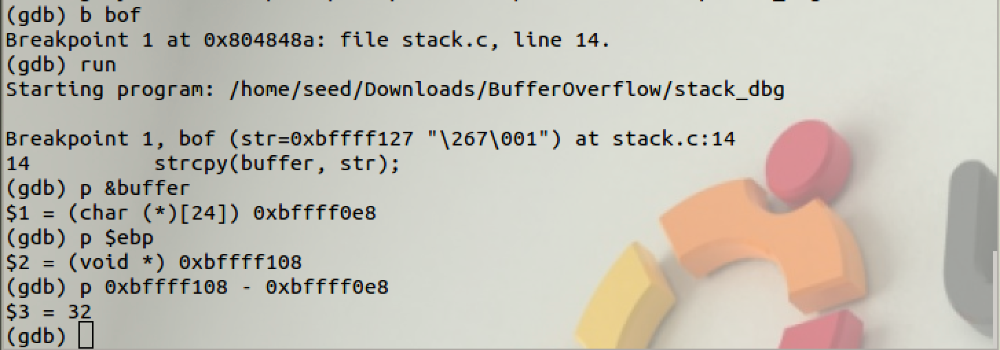 (gdb) b bof
Breakpoint 1 at 0x804848a: file stack.c, line 14.
(gdb) run
Starting program: /home/seed/Downloads/BufferOverflow/stack_dbg
Breakpoint 1, bof (str=0xbffff127 "\267\001") at stack.c:14
14          strcpy(buffer, str);
(gdb) p &buffer
$1 = (char (*)[24]) 0xbffff0e8
(gdb) p $ebp
$2 = (void *) 0xbffff108
(gdb) p 0xbffff108 - 0xbffff0e8
$3 = 32
(gdb)